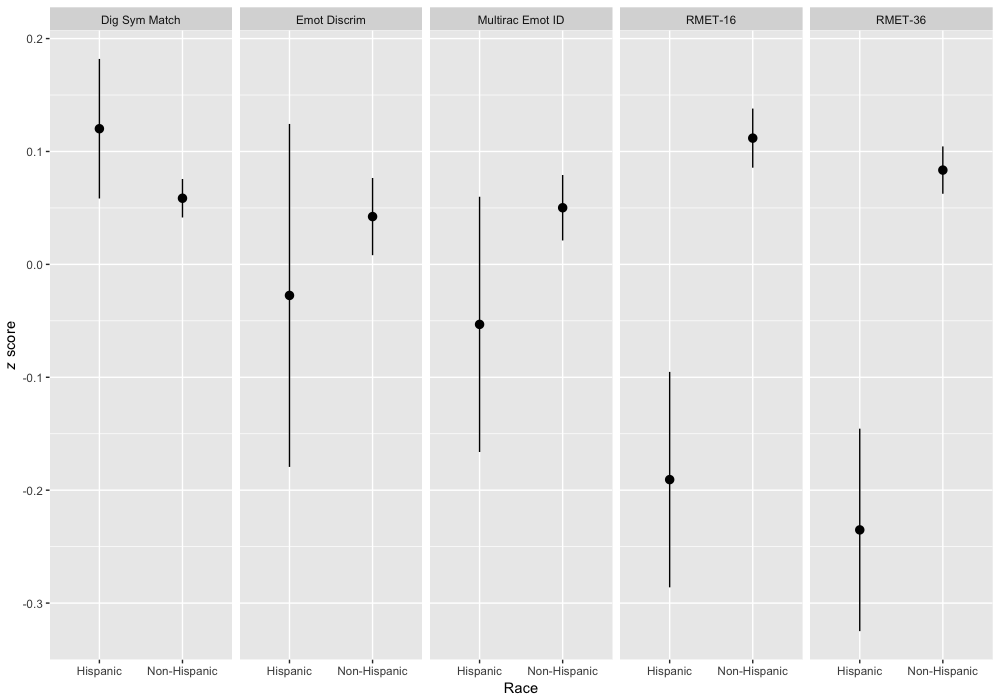 Dig Sym Match Emot Discrim Multirac Emot ID RMET-16 RMET-36
0.2
0.1
0.0
-0.1
-0.2
-0.3
z score
Hispanic Non-Hispanic Hispanic Non-Hispanic Hispanic Non-Hispanic Hispanic Non-Hispanic Hispanic Non-Hispanic
Race